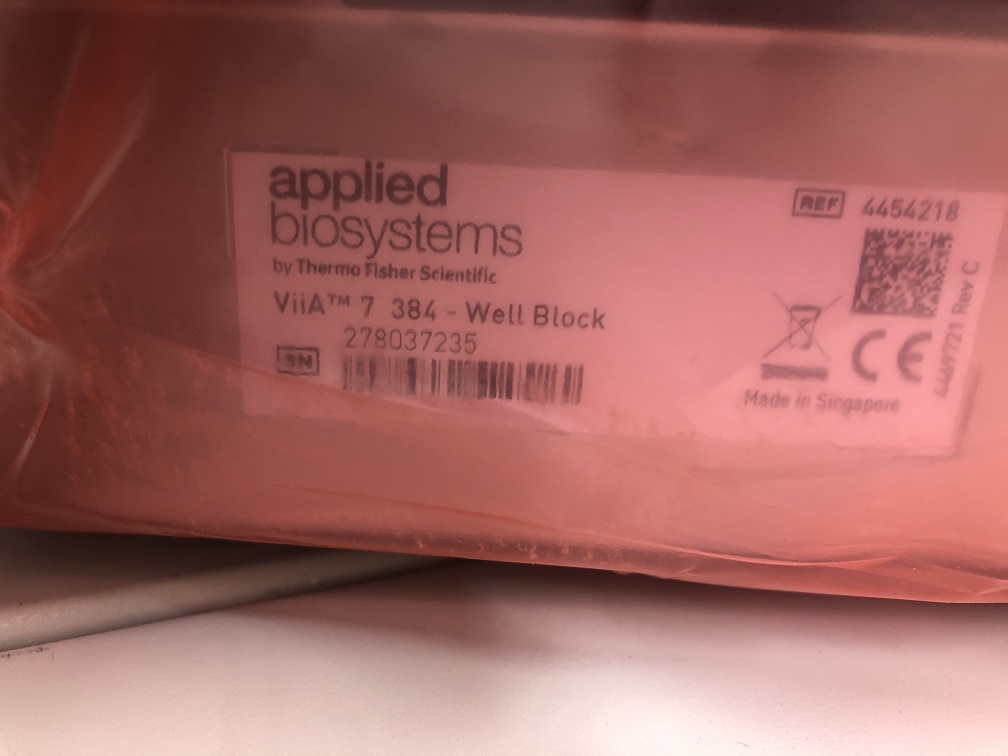 applied
biosystems
by Thermo Fisher Scientific
ViiA™ 7 384 - Well Block
278037235
SN
REF 4454218
CE
Made in Singapore
4469721 Rev C